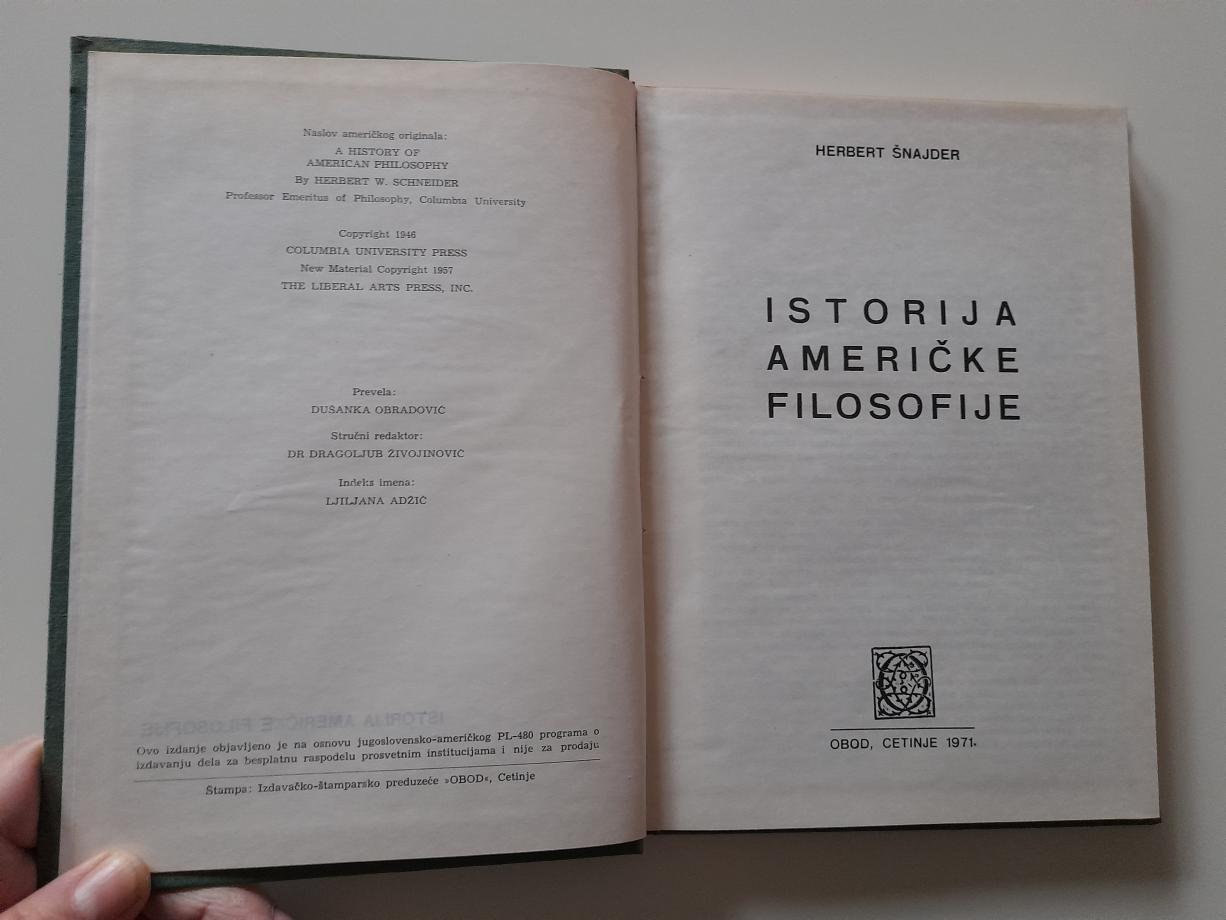 Naslov američkog originala:
A HISTORY OF
AMERICAN PHILOSOPHY
By HERBERT W. SCHNEIDER
Professor Emeritus of Philosophy, Columbia University
Copyright 1946
COLUMBIA UNIVERSITY PRESS
New Material Copyright 1957
THE LIBERAL ARTS PRESS, INC.
Prevela:
DUŠANKA OBRADOVIĆ
Stručni redaktor:
DR DRAGOLJUB ŽIVOJINOVIĆ
Indeks imena:
LJILJANA ADŽIĆ
ISTORIJA AMERIČKE FILOSOFIJE
Ovo izdanje objavljeno je na osnovu jugoslovensko-američkog PL-480 programa o
izdavanju dela za besplatnu raspodelu prosvetnim institucijama i nije za prodaju
Štampa: Izdavačko-štamparsko preduzeće »OBOD«, Cetinje
HERBERT ŠNAJDER
ISTORIJA
AMERIČKE
FILOSOFIJE
OBOD, CETINJE 1971.